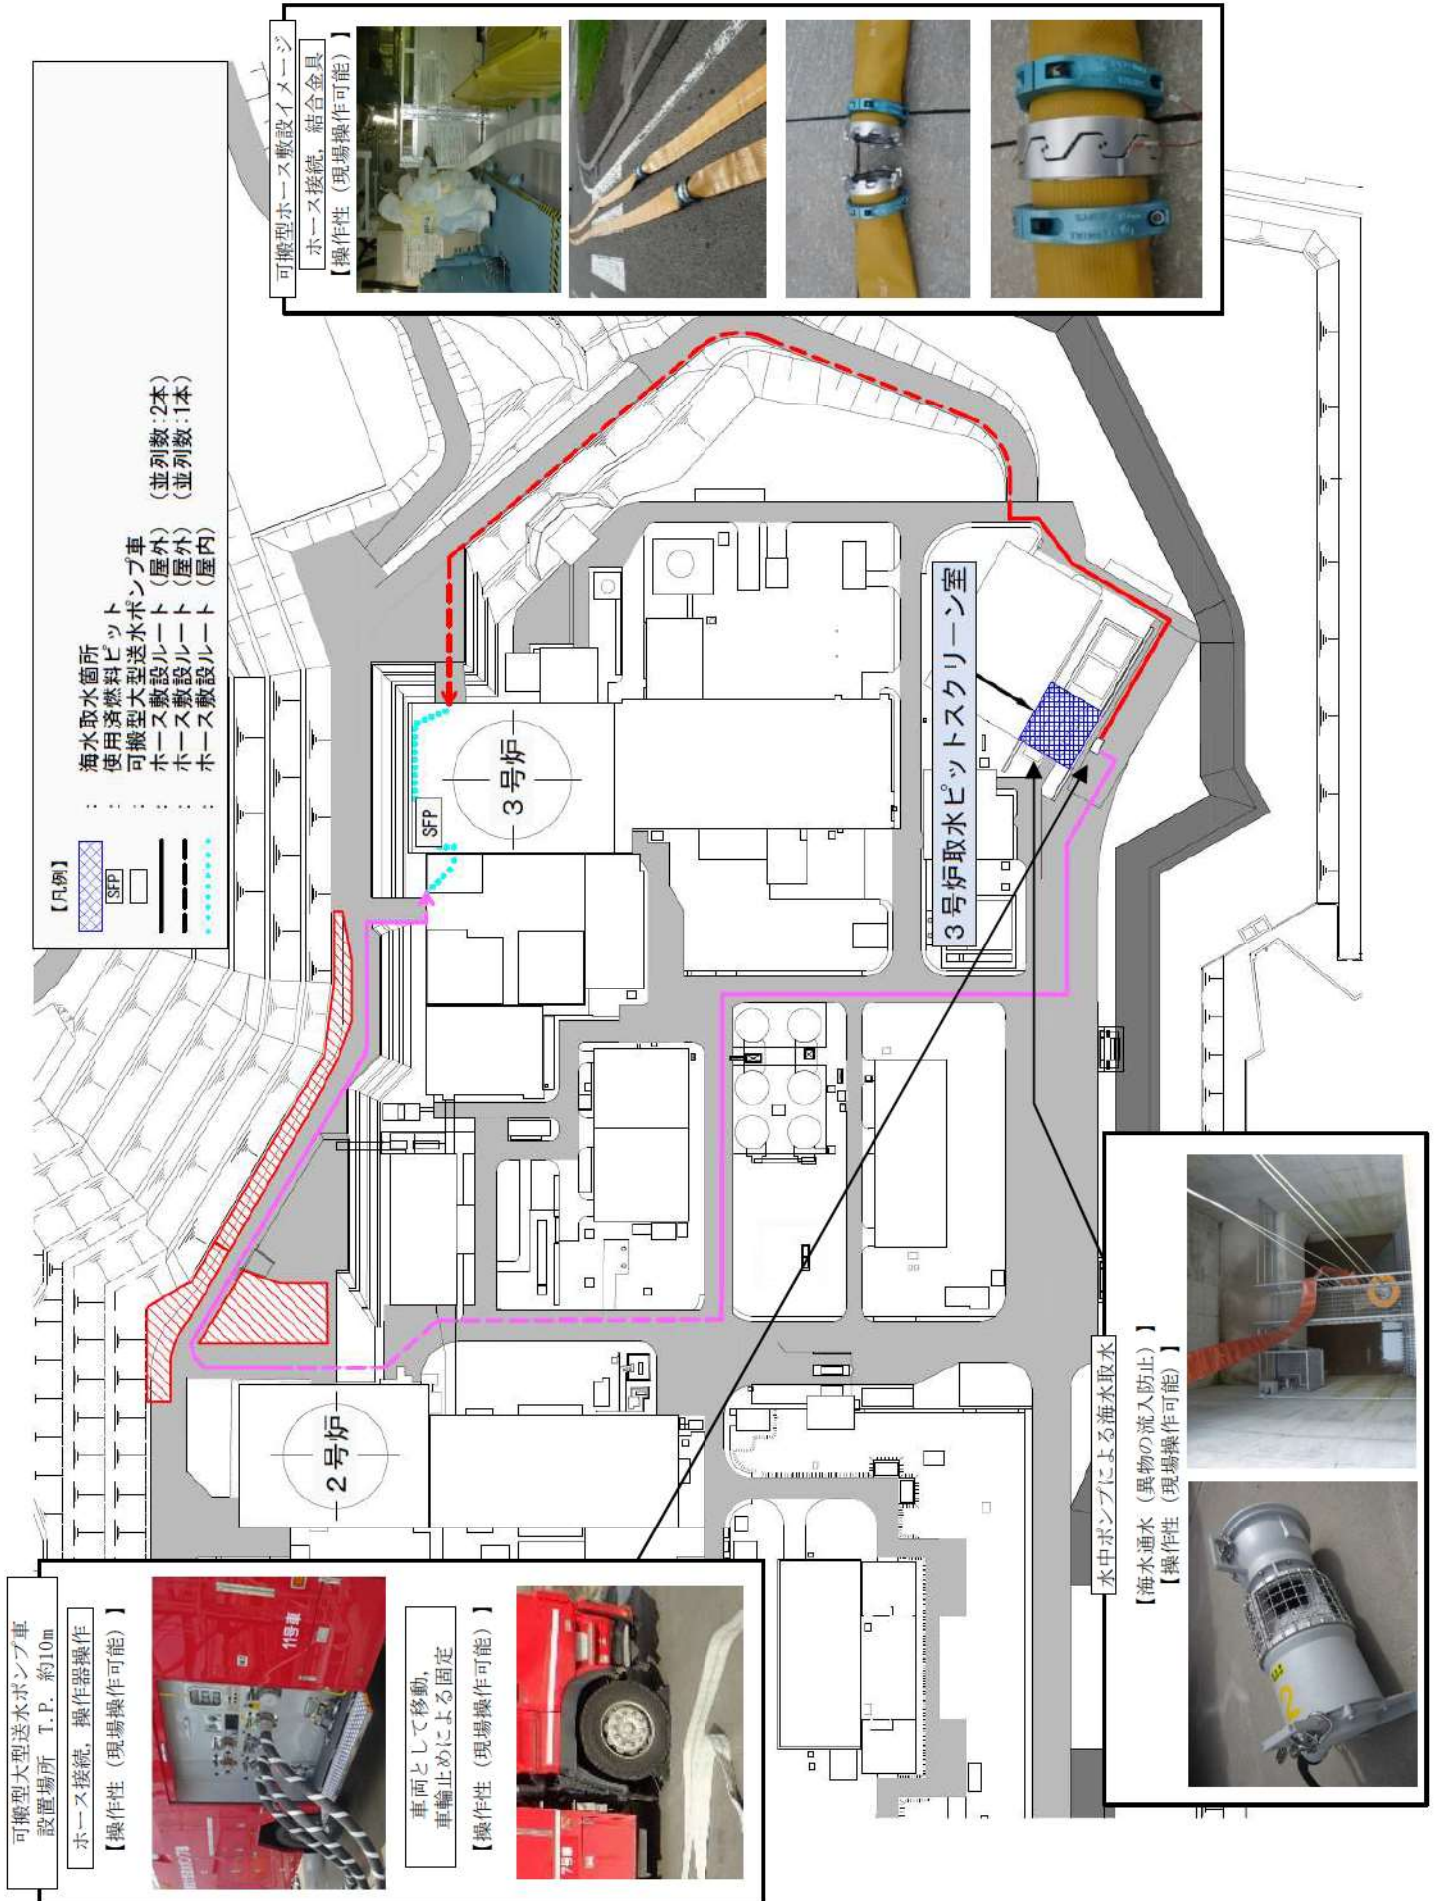 可搬型大型送水ポンプ車
設置場所 T.P. 約10m
ホース接続，操作器操作
【操作性（現場操作可能）】
11号車
車両として移動，
車輪止めによる固定
【操作性（現場操作可能）】
【凡例】
：海水取水箇所
SFP：使用済燃料ピット
：可搬型大型送水ポンプ車
：ホース敷設ルート（屋外）（並列数：2本）
：ホース敷設ルート（屋外）（並列数：1本）
：ホース敷設ルート（屋内）
可搬型ホース敷設イメージ
ホース接続，結合金具
【操作性（現場操作可能）】
2号炉
SFP
3号炉
3号炉取水ピットスクリーン室
水中ポンプによる海水取水
【海水通水（異物の流入防止）】
【操作性（現場操作可能）】
2